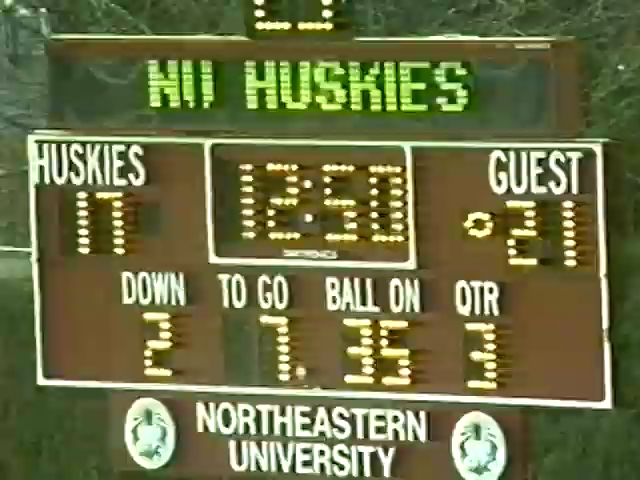 NU HUSKIES
HUSKIES 12:50 GUEST
17 21
DOWN TO GO BALL ON QTR
2 7 35 3
NORTHEASTERN
UNIVERSITY